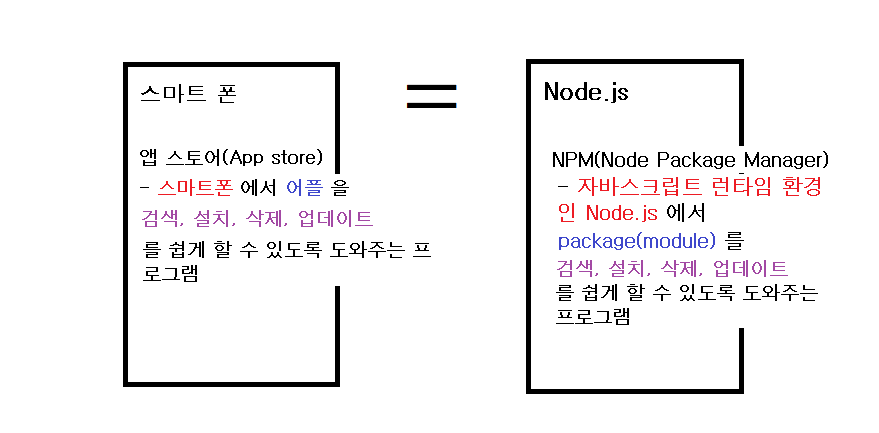 스마트 폰
앱 스토어(App store)
- 스마트폰 에서 어플 을
검색, 설치, 삭제, 업데이트
를 쉽게 할 수 있도록 도와주는 프
로그램
=
Node.js
NPM(Node Package Manager)
- 자바스크립트 런타임 환경
인 Node.js 에서
package(module) 를
검색, 설치, 삭제, 업데이트
를 쉽게 할 수 있도록 도와주는
프로그램